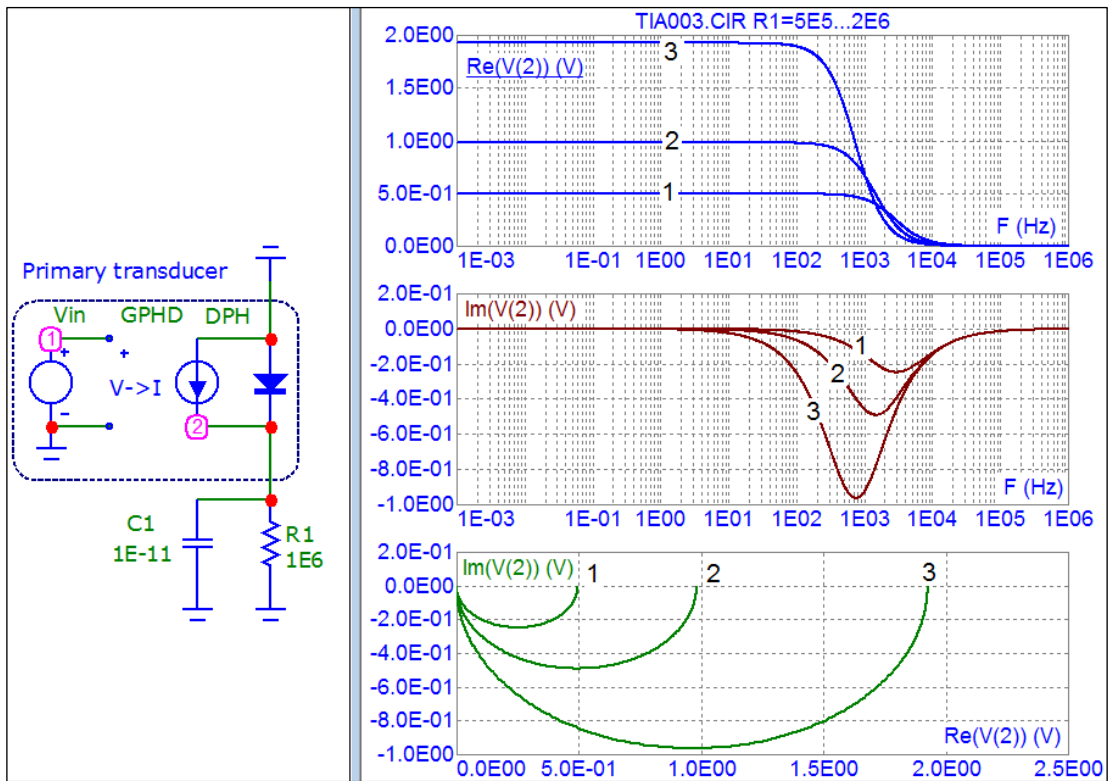 Primary transducer
Vin GPHD DPH
1
+ +
V->I
-
2
C1
1E-11
R1
1E6
TIA003.CIR R1=5E5...2E6
2.0E00
3
Re(V(2)) (V)
1.5E00
1.0E00
2
5.0E-01
1
F (Hz)
0.0E00
1E-03 1E-01 1E00 1E01 1E02 1E03 1E04 1E05 1E06
2.0E-01
Im(V(2)) (V)
0.0E00
1
-2.0E-01
2
-4.0E-01
3
-6.0E-01
-8.0E-01
F (Hz)
-1.0E00
1E-03 1E-01 1E00 1E01 1E02 1E03 1E04 1E05 1E06
2.0E-01
Im(V(2)) (V) 1 2 3
0.0E00
-2.0E-01
-4.0E-01
-6.0E-01
-8.0E-01
Re(V(2)) (V)
-1.0E00
0.0E00 5.0E-01 1.0E00 1.5E00 2.0E00 2.5E00